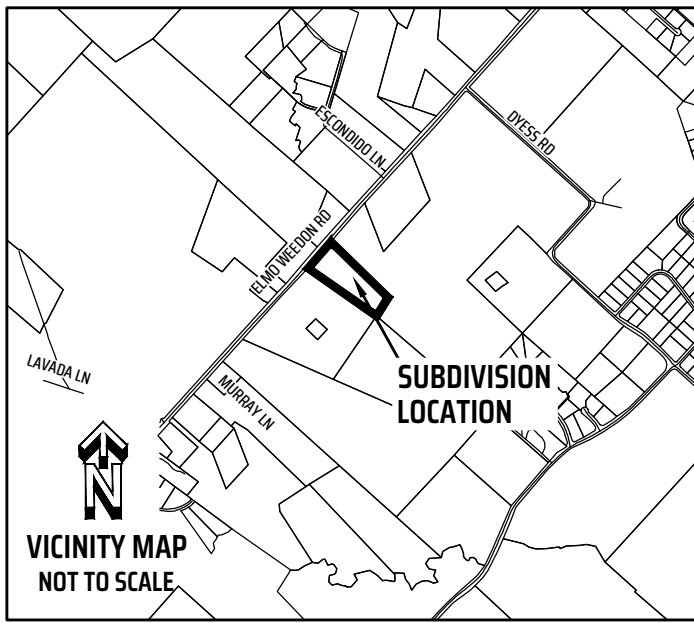 ESCONDIDO LN
DYESS RD
ELMO WEEDON RD
LAVADA LN
MURRAY LN
SUBDIVISION
LOCATION
N
VICINITY MAP
NOT TO SCALE